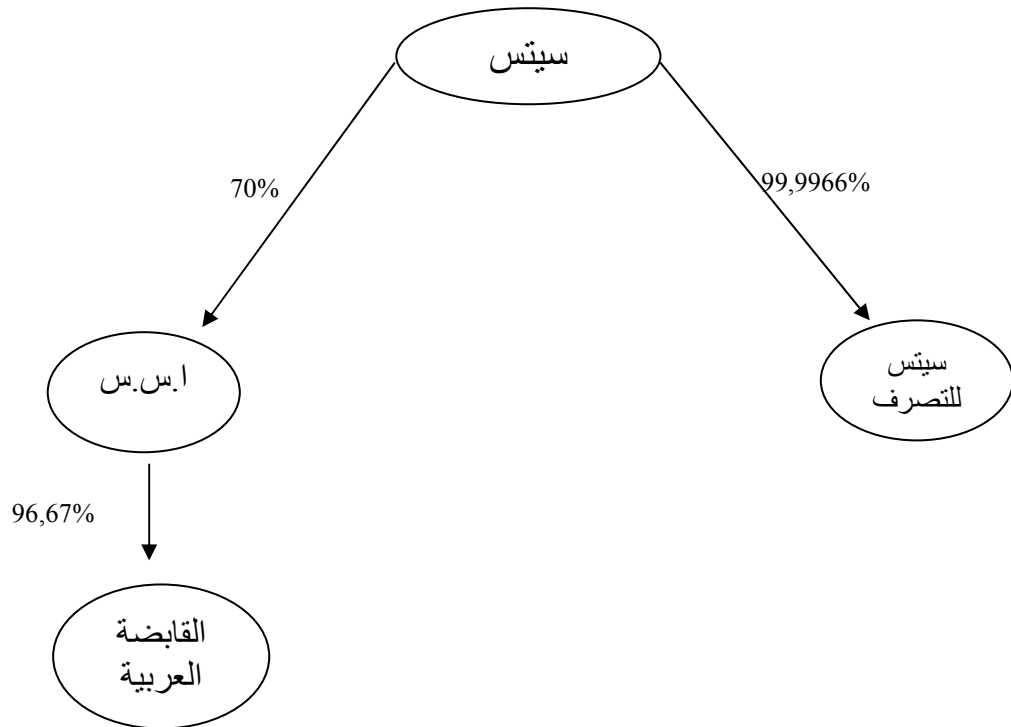 سيتس
70%
99,9966%
ا.س.س
سيتس
للتصرف
96,67%
القابضة
العربية